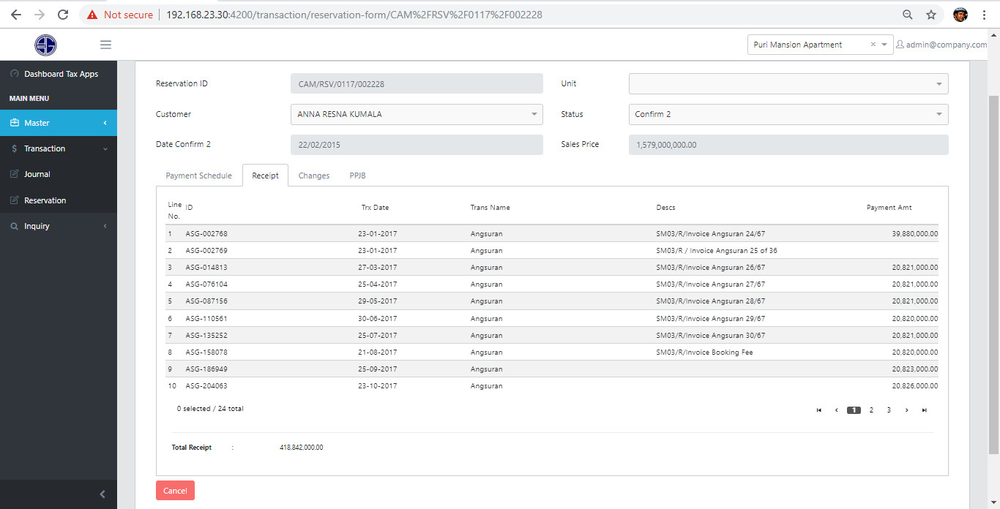 Not secure | 192.168.23.30:4200/transaction/reservation-form/CAM%2FRSV%2F0117%2F002228
Puri Mansion Apartment × admin@company.com
Dashboard Tax Apps
MAIN MENU
Master
Transaction
Journal
Reservation
Inquiry
Reservation ID CAM/RSV/0117/002228 Unit
Customer ANNA RESNA KUMALA Status Confirm 2
Date Confirm 2 22/02/2015 Sales Price 1,579,000,000.00
Payment Schedule Receipt Changes PPJB
Line No. ID Trx Date Trans Name Descs Payment Amt
1 ASG-002768 23-01-2017 Angsuran SM03/R/Invoice Angsuran 24/67 39,880,000.00
2 ASG-002769 23-01-2017 Angsuran SM03/R / Invoice Angsuran 25 of 36
3 ASG-014813 27-03-2017 Angsuran SM03/R/Invoice Angsuran 26/67 20,821,000.00
4 ASG-076104 25-04-2017 Angsuran SM03/R/Invoice Angsuran 27/67 20,821,000.00
5 ASG-087156 29-05-2017 Angsuran SM03/R/Invoice Angsuran 28/67 20,821,000.00
6 ASG-110561 30-06-2017 Angsuran SM03/R/Invoice Angsuran 29/67 20,820,000.00
7 ASG-135252 25-07-2017 Angsuran SM03/R/Invoice Angsuran 30/67 20,821,000.00
8 ASG-158078 21-08-2017 Angsuran SM03/R/Invoice Booking Fee 20,820,000.00
9 ASG-186949 25-09-2017 Angsuran 20,823,000.00
10 ASG-204063 23-10-2017 Angsuran 20,826,000.00
0 selected / 24 total 1 2 3
Total Receipt : 418,842,000.00
Cancel